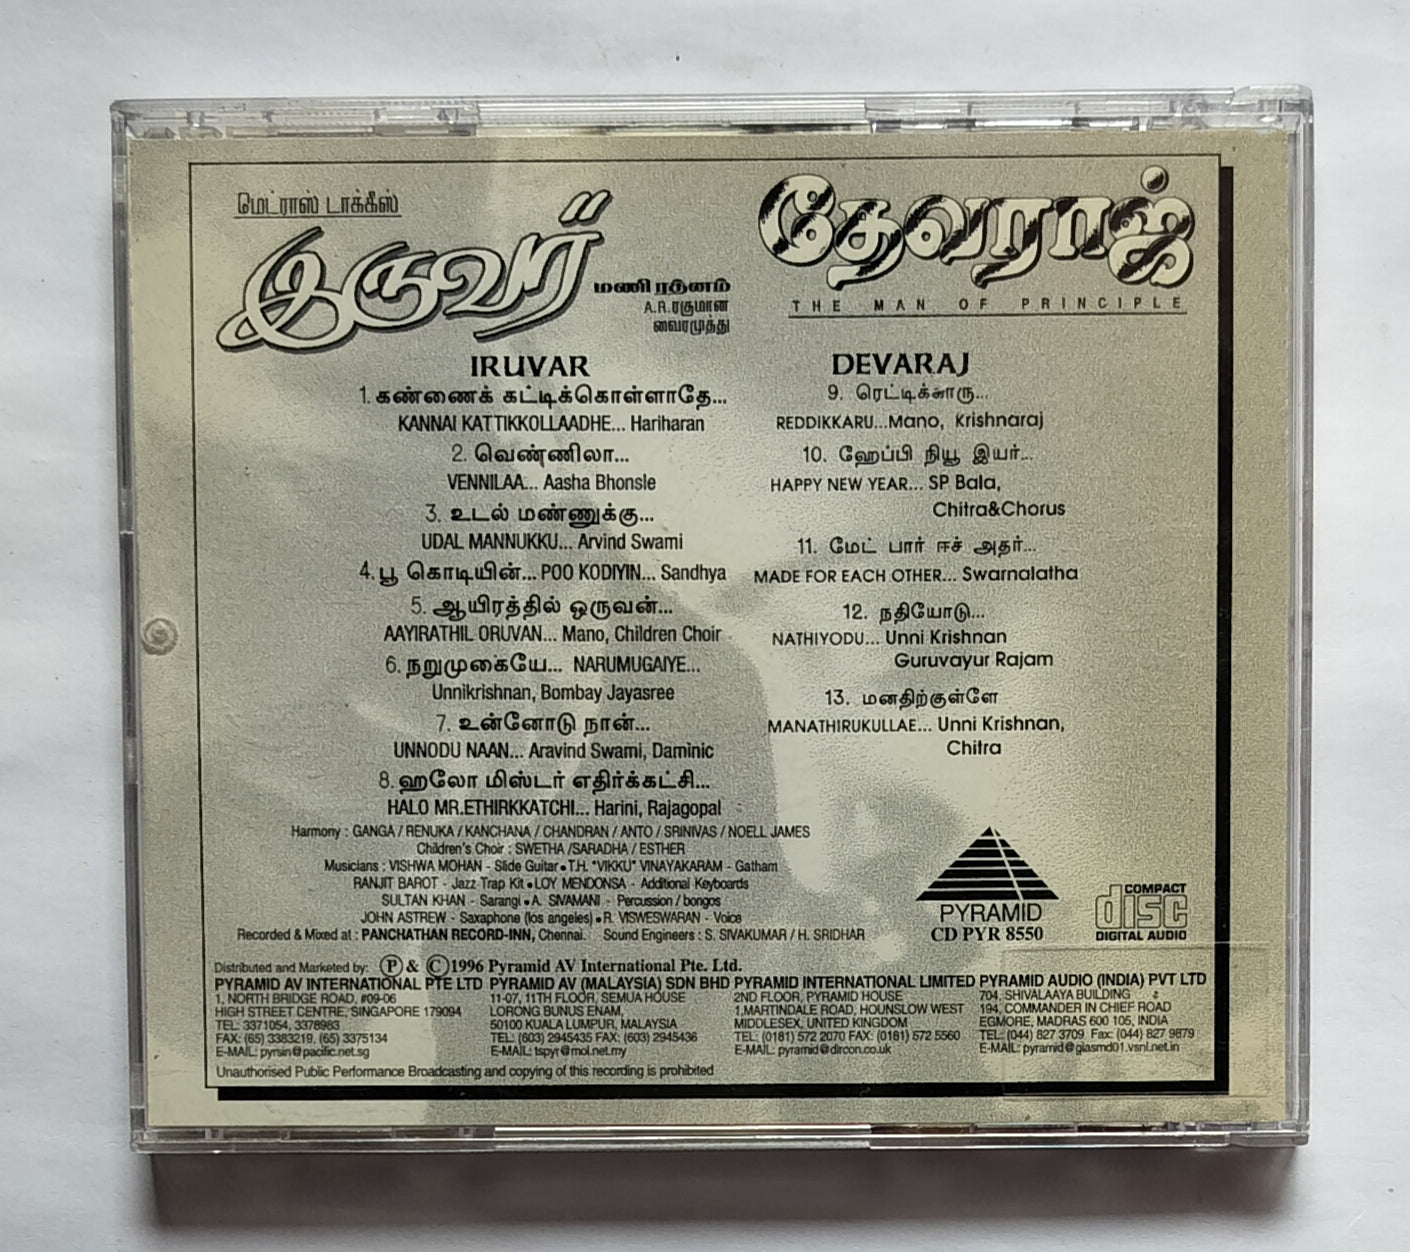 மெட்ராஸ் டாக்கீஸ்
இருவர்
மணிரத்னம்
A.R.ரகுமான்
வைரமுத்து
IRUVAR
1. கண்ணைக் கட்டிக்கொள்ளாதே...
KANNAI KATTIKKOLLAADHE... Hariharan
2. வெண்ணிலா...
VENNILAA... Aasha Bhonsle
3. உடல் மண்ணுக்கு...
UDAL MANNUKKU... Arvind Swami
4. பூ கொடியின்... POO KODIYIN... Sandhya
5. ஆயிரத்தில் ஒருவன்...
AAYIRATHIL ORUVAN... Mano, Children Choir
6. நறுமுகையே... NARUMUGAIYE...
Unnikrishnan, Bombay Jayasree
7. உன்னோடு நான்...
UNNODU NAAN... Aravind Swami, Daminic
8. ஹலோ மிஸ்டர் எதிர்க்கட்சி...
HALO MR.ETHIRKKATCHI... Harini, Rajagopal
தேவராஜ்
THE MAN OF PRINCIPLE
DEVARAJ
9. ரெட்டிக்காரு...
REDDIKKARU...Mano, Krishnaraj
10. ஹேப்பி நியூ இயர்...
HAPPY NEW YEAR... SP Bala,
Chitra&Chorus
11. மேட் பார் ஈச் அதர்...
MADE FOR EACH OTHER... Swarnalatha
12. நதியோடு...
NATHIYODU... Unni Krishnan
Guruvayur Rajam
13. மனதிற்குள்ளே
MANATHIRUKULLAE... Unni Krishnan,
Chitra
Harmony : GANGA / RENUKA / KANCHANA / CHANDRAN / ANTO / SRINIVAS / NOELL JAMES
Children's Choir : SWETHA /SARADHA / ESTHER
Musicians : VISHWA MOHAN - Slide Guitar • T.H. "VIKKU" VINAYAKARAM - Gatham
RANJIT BAROT - Jazz Trap Kit • LOY MENDONSA - Additional Keyboards
SULTAN KHAN - Sarangi • A. SIVAMANI - Percussion / bongos
JOHN ASTREW - Saxaphone (los angeles) • R. VISWESWARAN - Voice
Recorded & Mixed at : PANCHATHAN RECORD-INN, Chennai. Sound Engineers : S. SIVAKUMAR / H. SRIDHAR
PYRAMID
CD PYR 8550
COMPACT
disc
DIGITAL AUDIO
Distributed and Marketed by: Ⓟ & Ⓒ 1996 Pyramid AV International Pte. Ltd.
PYRAMID AV INTERNATIONAL PTE LTD
1, NORTH BRIDGE ROAD, #09-06
HIGH STREET CENTRE, SINGAPORE 179094
TEL: 3371054, 3378983
FAX: (65) 3383219, (65) 3375134
E-MAIL: pyrsin@pacific.net.sg
PYRAMID AV (MALAYSIA) SDN BHD
11-07, 11TH FLOOR, SEMUA HOUSE
LORONG BUNUS ENAM,
50100 KUALA LUMPUR, MALAYSIA
TEL: (603) 2945435 FAX: (603) 2945436
E-MAIL: tspyr@mol.net.my
PYRAMID INTERNATIONAL LIMITED
2ND FLOOR, PYRAMID HOUSE
1,MARTINDALE ROAD, HOUNSLOW WEST
MIDDLESEX, UNITED KINGDOM
TEL: (0181) 572 2070 FAX: (0181) 572 5560
E-MAIL: pyramid@dircon.co.uk
PYRAMID AUDIO (INDIA) PVT LTD
704, SHIVALAAYA BUILDING
194, COMMANDER IN CHIEF ROAD
EGMORE, MADRAS 600 105, INDIA
TEL: (044) 827 3709. Fax: (044) 827 9879
E-MAIL: pyramid@giasmd01.vsnl.net.in
Unauthorised Public Performance Broadcasting and copying of this recording is prohibited